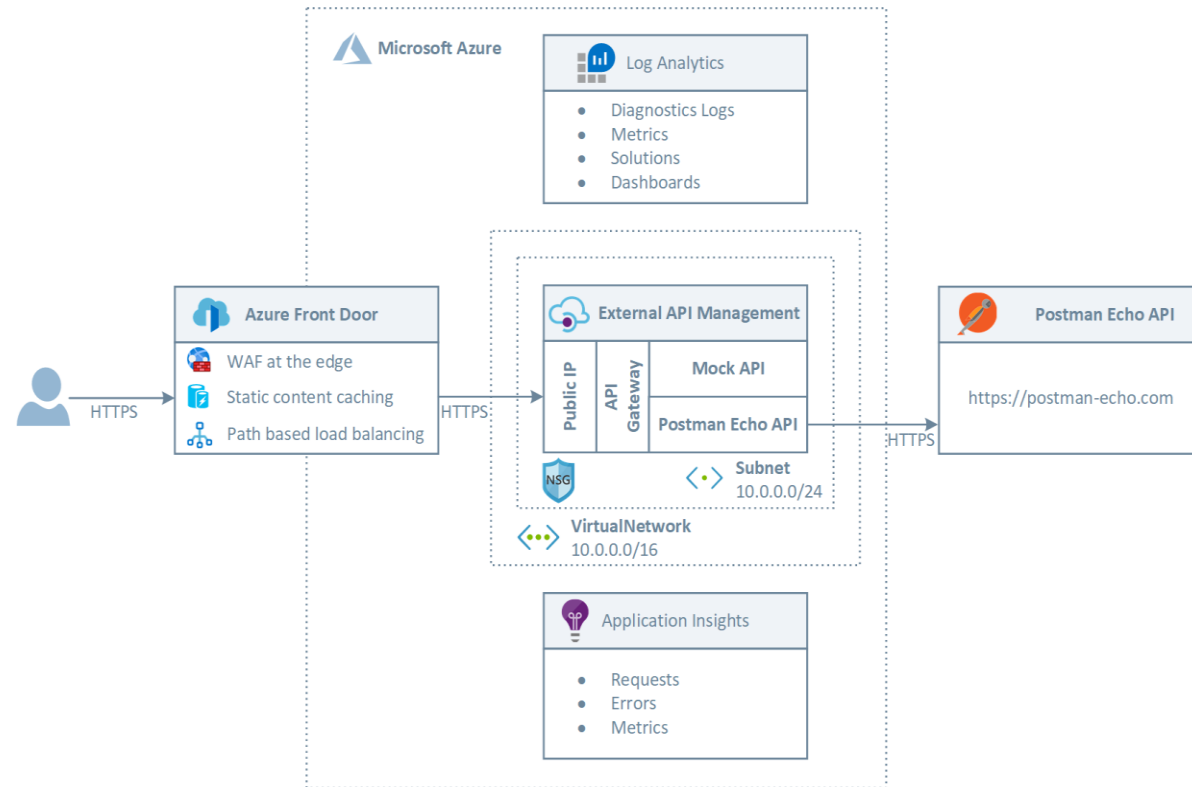 Microsoft Azure
Log Analytics
● Diagnostics Logs
● Metrics
● Solutions
● Dashboards
Azure Front Door
WAF at the edge
Static content caching
Path based load balancing
HTTPS
HTTPS
External API Management
Public IP
API
Gateway
Mock API
Postman Echo API
NSG
Subnet
10.0.0.0/24
VirtualNetwork
10.0.0.0/16
HTTPS
Postman Echo API
https://postman-echo.com
Application Insights
● Requests
● Errors
● Metrics